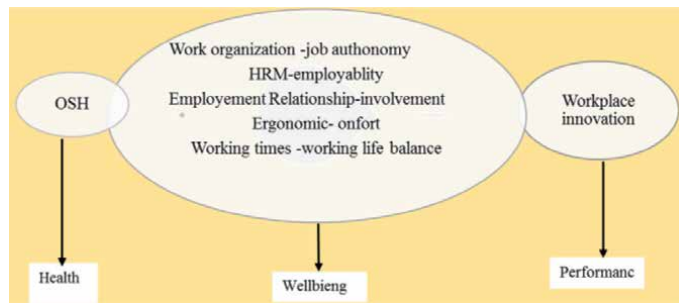 Work organization -job authonomy
HRM-employablity
OSH
Employement Relationship-involvement
Workplace
innovation
Ergonomic- onfort
Working times -working life balance
Health
Wellbieng
Performanc